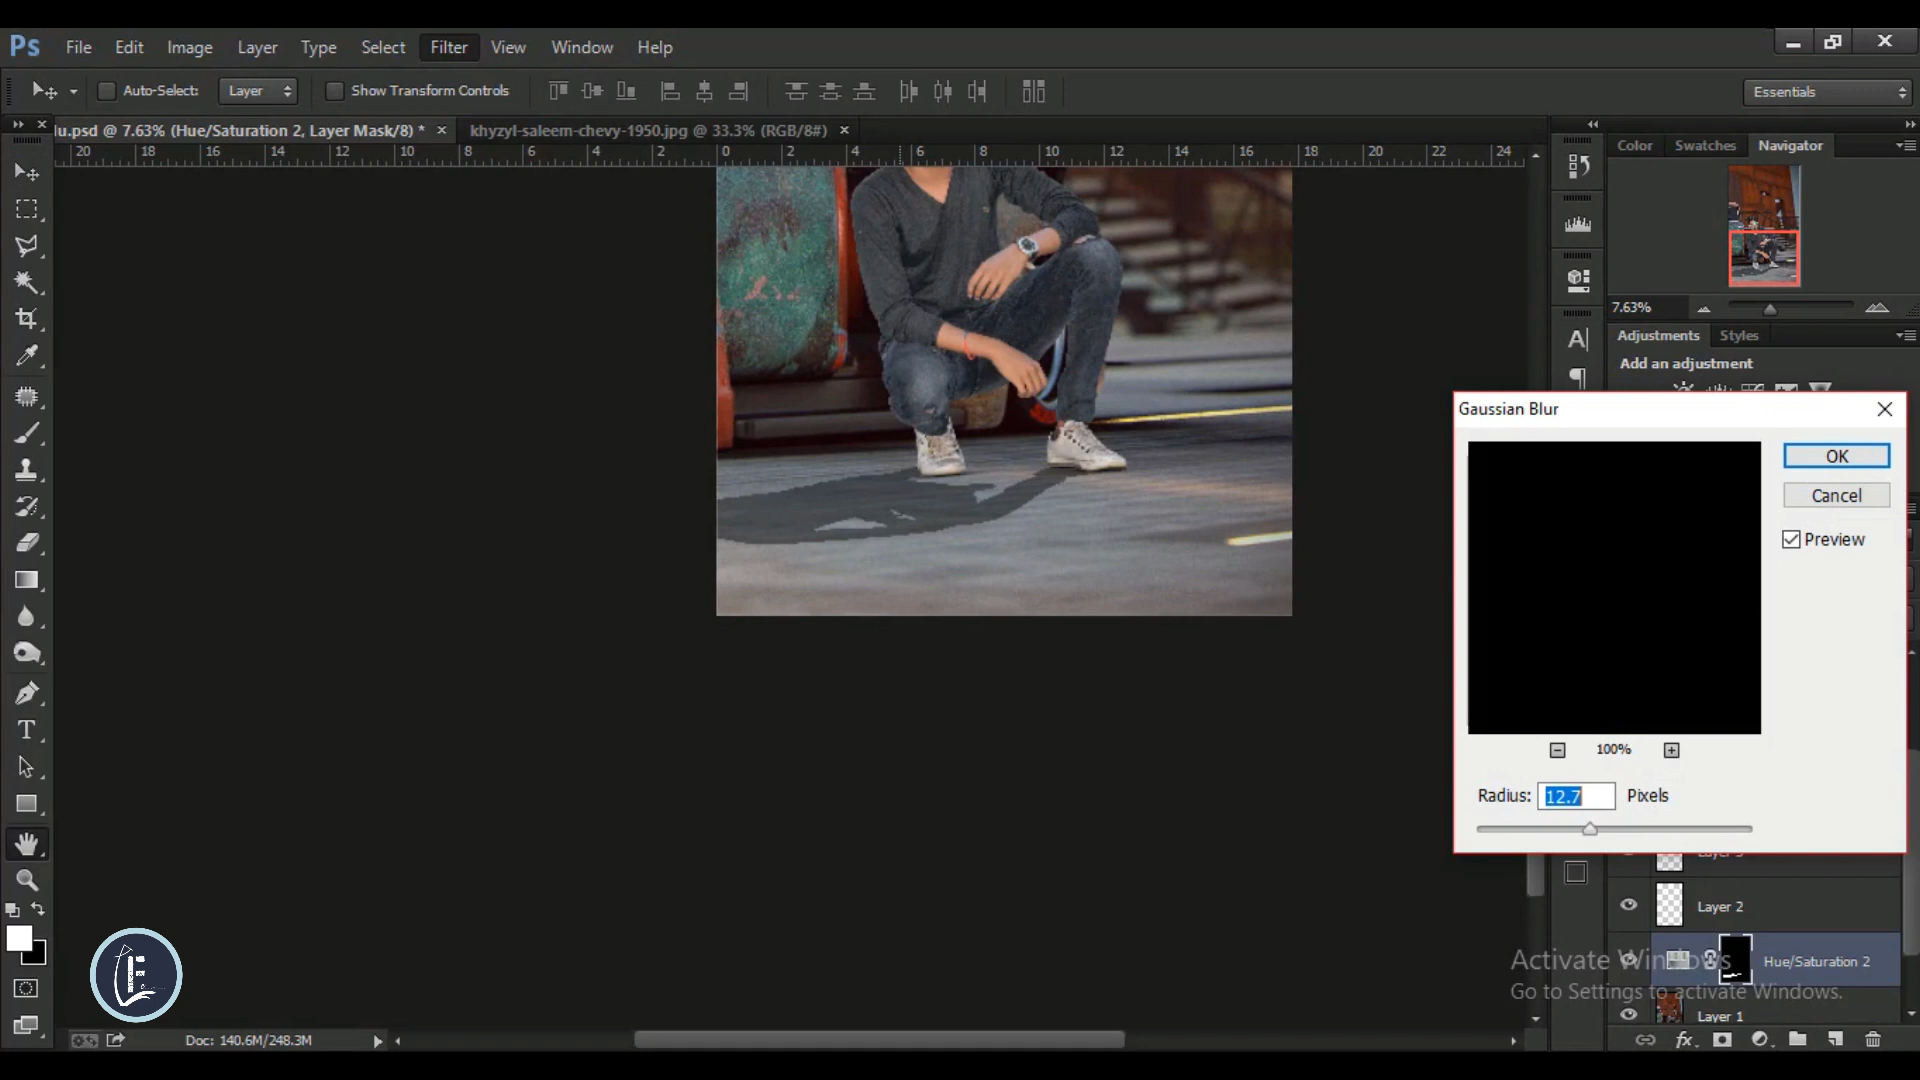 Ps File Edit Image Layer Type Select Filter View Window Help
Auto-Select: Layer Show Transform Controls Essentials
lu.psd @ 7.63% (Hue/Saturation 2, Layer Mask/8) * khyzyl-saleem-chevy-1950.jpg @ 33.3% (RGB/8#)
20 18 16 14 12 10 8 6 4 2 0 2 4 6 8 10 12 14 16 18 20 22 24
Color Swatches Navigator
7.63%
Adjustments Styles
Add an adjustment
Gaussian Blur
OK
Cancel
Preview
100%
Radius: 12.7 Pixels
Layer 2
Hue/Saturation 2
Activate Windows
Go to Settings to activate Windows.
Layer 1
Doc: 140.6M/248.3M